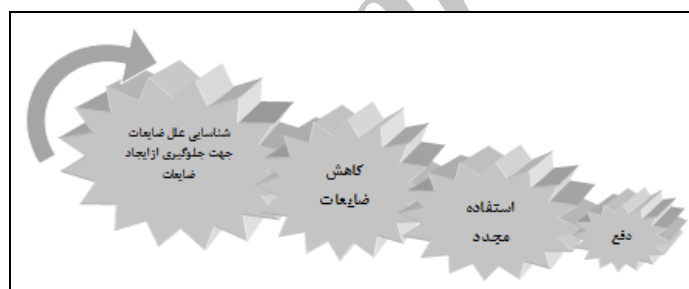 شناسایی علل ضایعات
جهت جلوگیری از ایجاد
ضایعات
کاهش
ضایعات
استفاده
مجدد
دفع